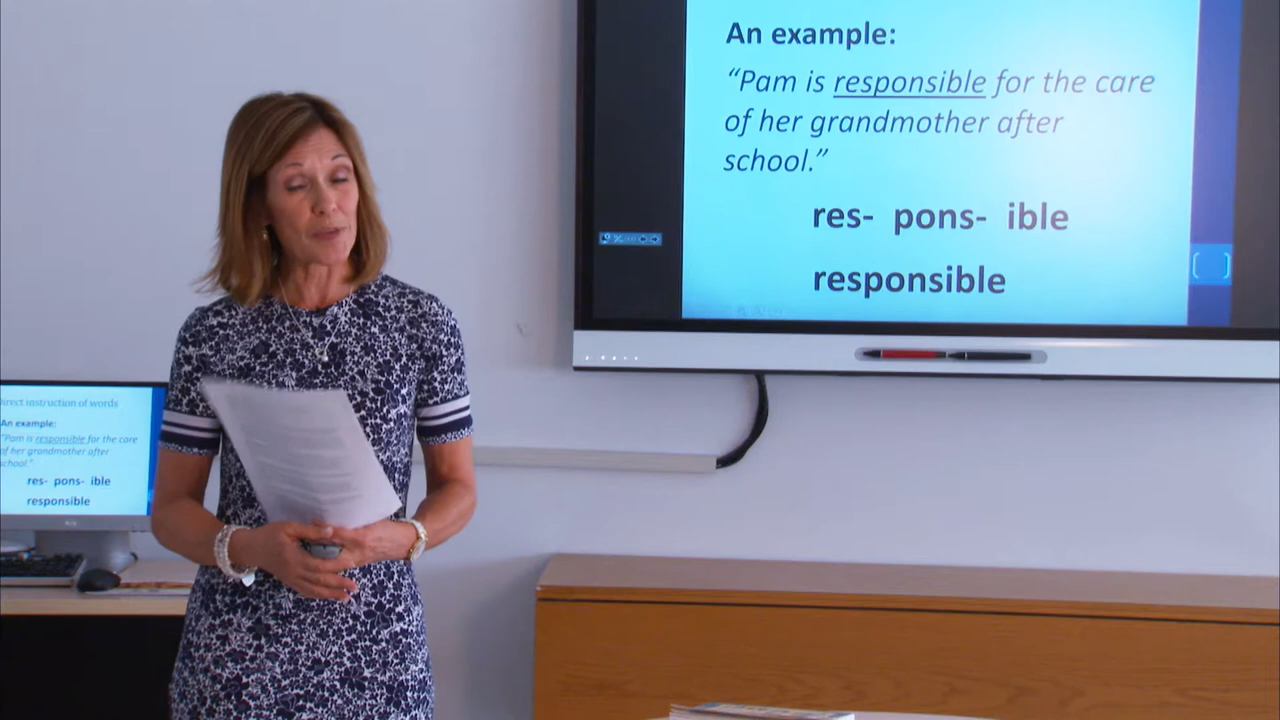 An example:
“Pam is responsible for the care
of her grandmother after
school.”
res- pons- ible
responsible
Direct instruction of words
An example:
“Pam is responsible for the care
of her grandmother after
school.”
res- pons- ible
responsible